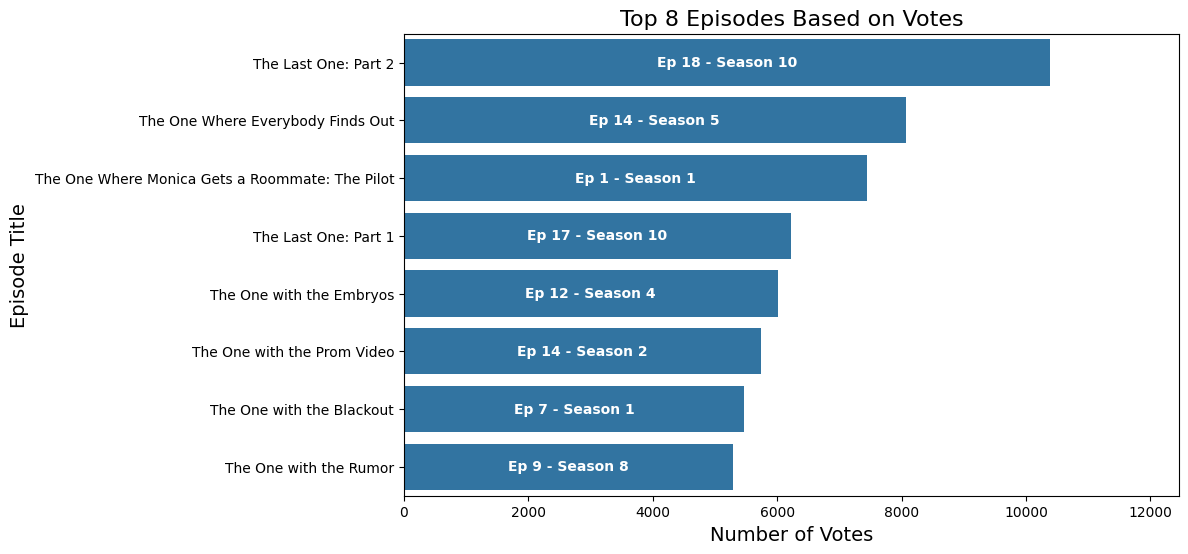 Top 8 Episodes Based on Votes
Episode Title
The Last One: Part 2
Ep 18 - Season 10
The One Where Everybody Finds Out
Ep 14 - Season 5
The One Where Monica Gets a Roommate: The Pilot
Ep 1 - Season 1
The Last One: Part 1
Ep 17 - Season 10
The One with the Embryos
Ep 12 - Season 4
The One with the Prom Video
Ep 14 - Season 2
The One with the Blackout
Ep 7 - Season 1
The One with the Rumor
Ep 9 - Season 8
0 2000 4000 6000 8000 10000 12000
Number of Votes